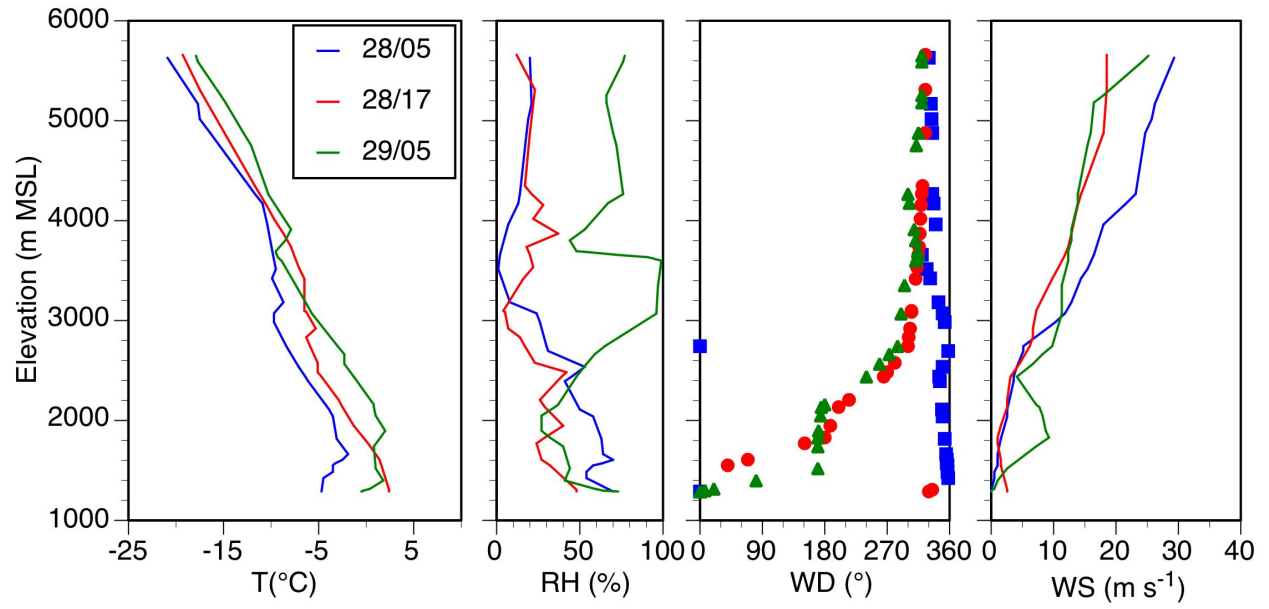 6000
5000
4000
3000
2000
1000
Elevation (m MSL)
28/05
28/17
29/05
-25 -15 -5 5
T(°C)
0 50 100
RH (%)
0 90 180 270 360
WD (°)
0 10 20 30 40
WS (m s⁻¹)